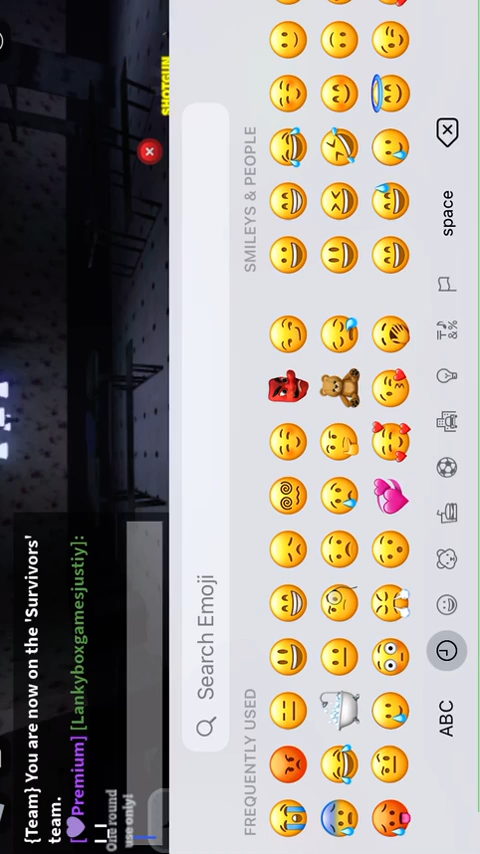 SHOTGUN
{Team} You are now on the 'Survivors'
team.
[💜Premium] [Lankyboxgamesjustiy]:
One round
use only!
Search Emoji
FREQUENTLY USED
SMILEYS & PEOPLE
ABC
space